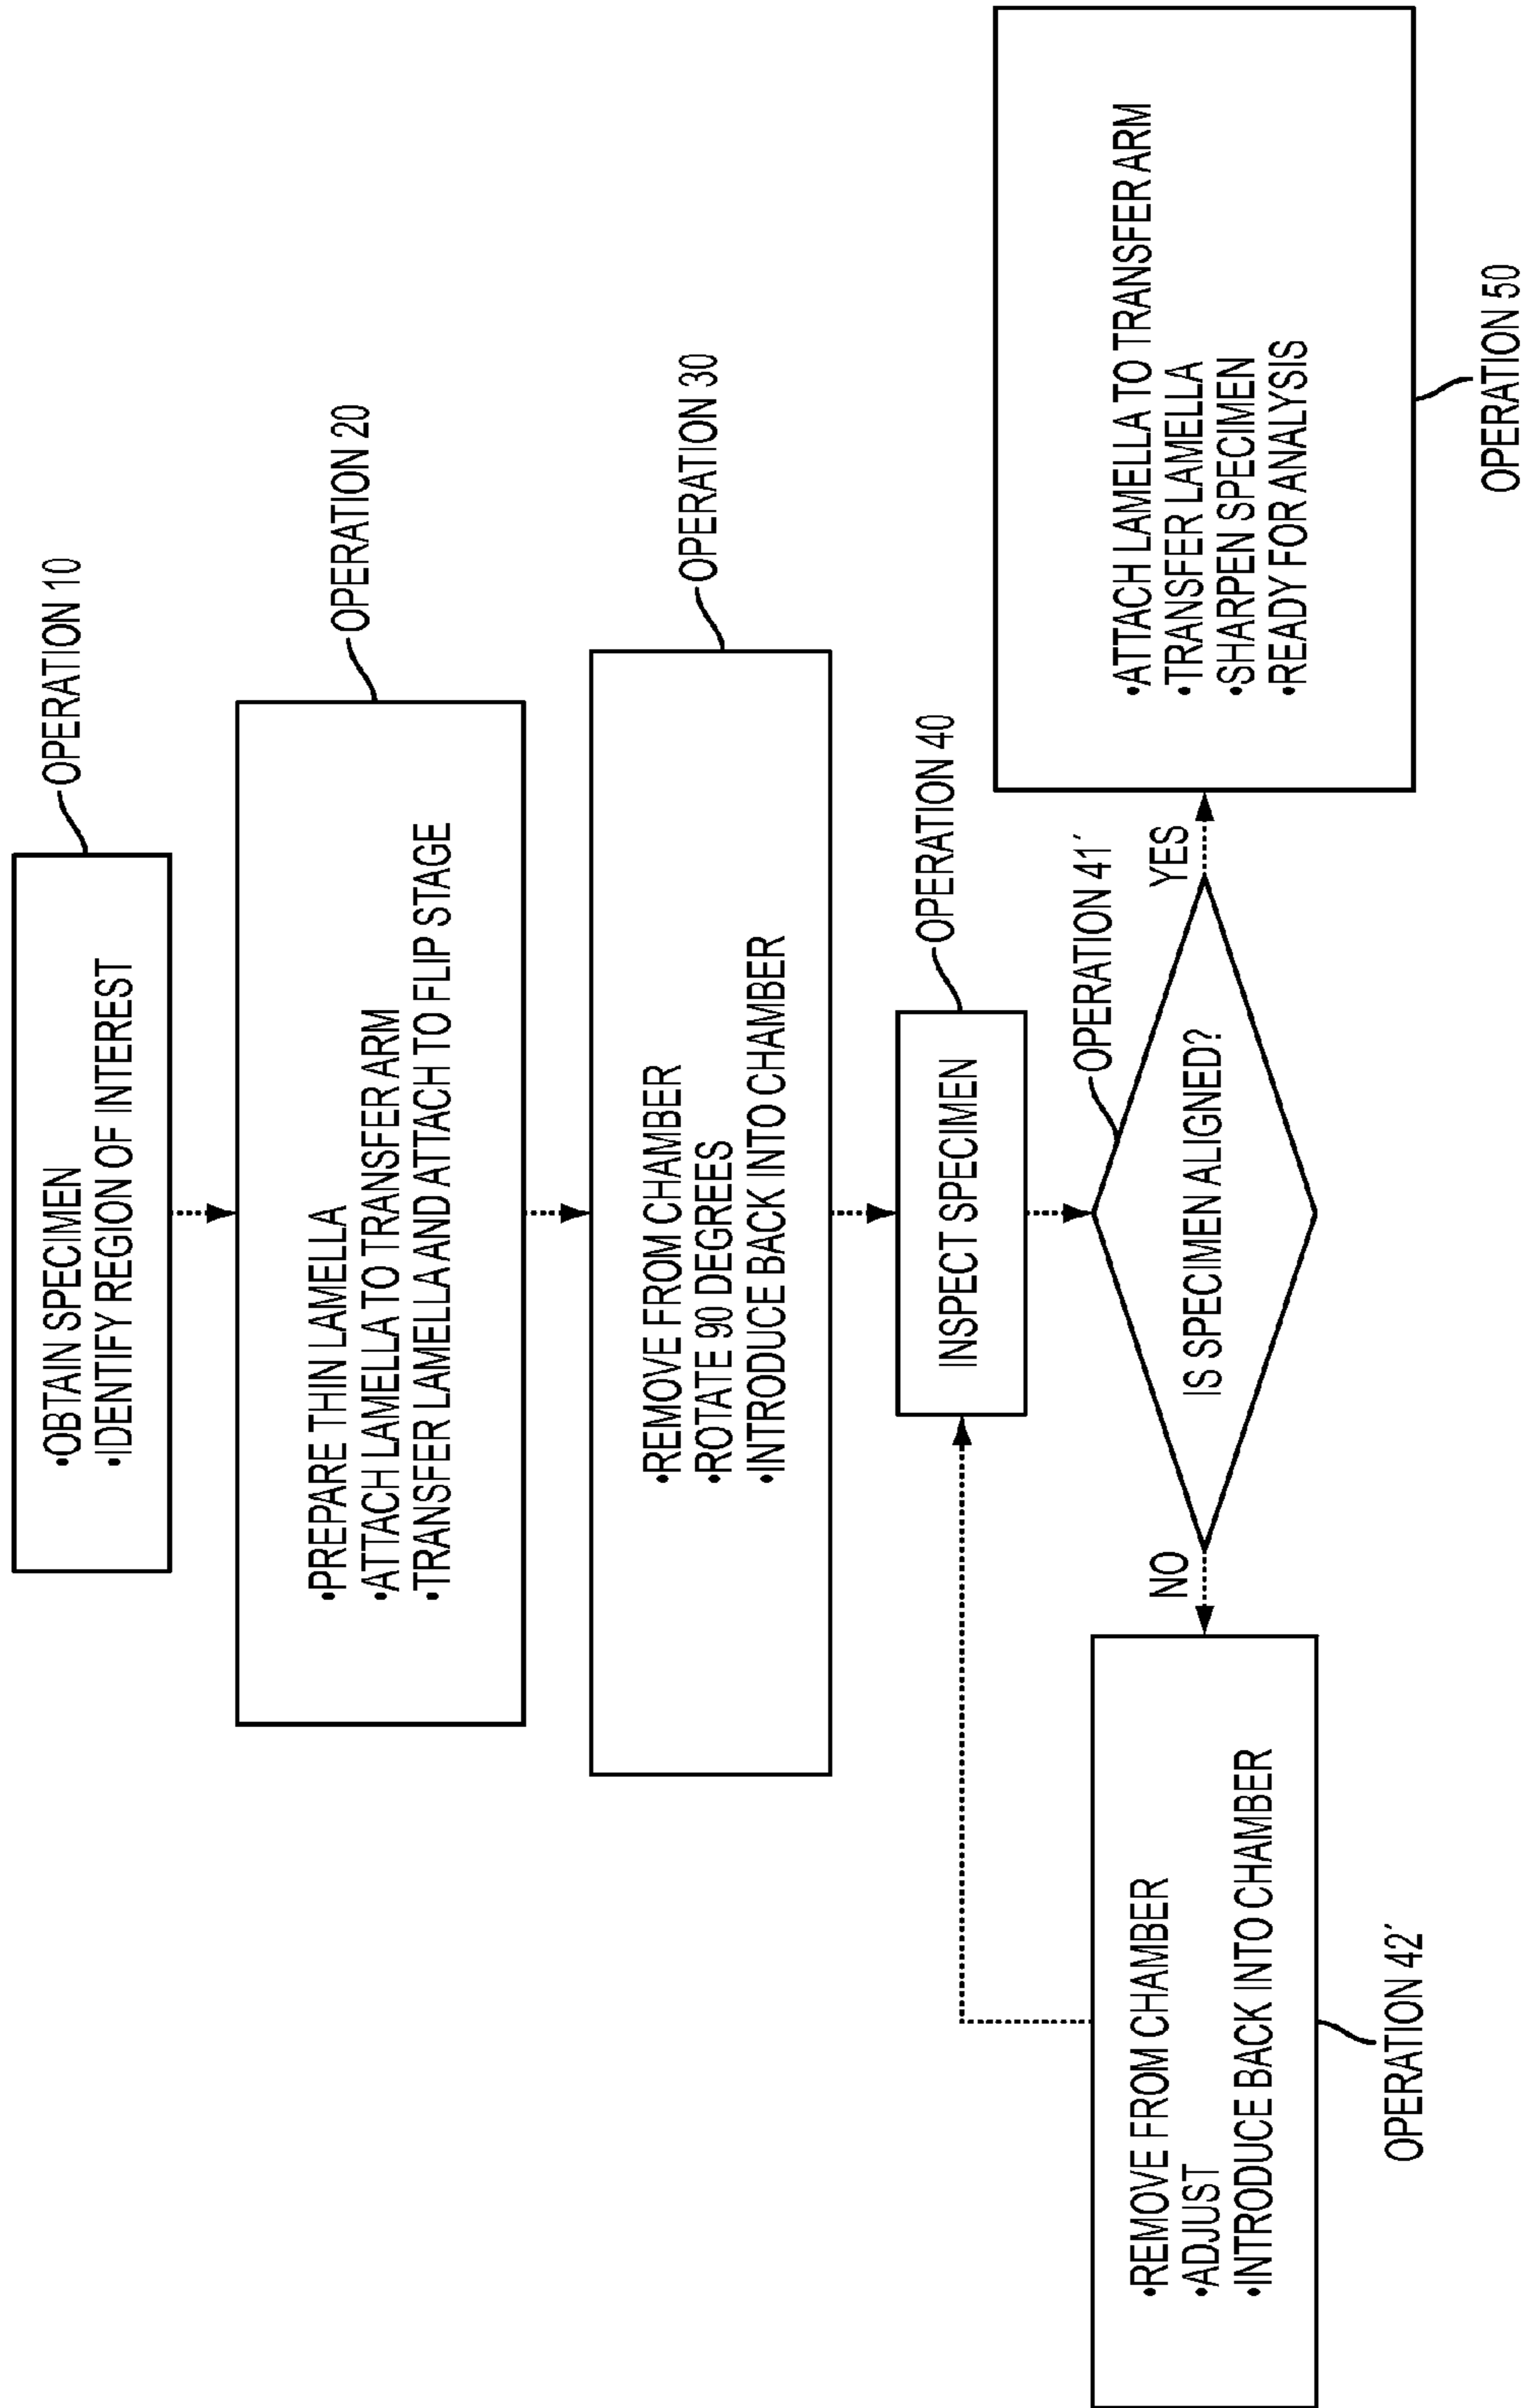 •OBTAIN SPECIMEN
•IDENTIFY REGION OF INTEREST
OPERATION 10
•PREPARE THIN LAMELLA
•ATTACH LAMELLA TO TRANSFER ARM
•TRANSFER LAMELLA AND ATTACH TO FLIP STAGE
OPERATION 20
•REMOVE FROM CHAMBER
•ROTATE 90 DEGREES
•INTRODUCE BACK INTO CHAMBER
OPERATION 30
INSPECT SPECIMEN
OPERATION 40
IS SPECIMEN ALIGNED?
OPERATION 41′
NO
YES
•REMOVE FROM CHAMBER
•ADJUST
•INTRODUCE BACK INTO CHAMBER
OPERATION 42′
•ATTACH LAMELLA TO TRANSFER ARM
•TRANSFER LAMELLA
•SHARPEN SPECIMEN
•READY FOR ANALYSIS
OPERATION 50